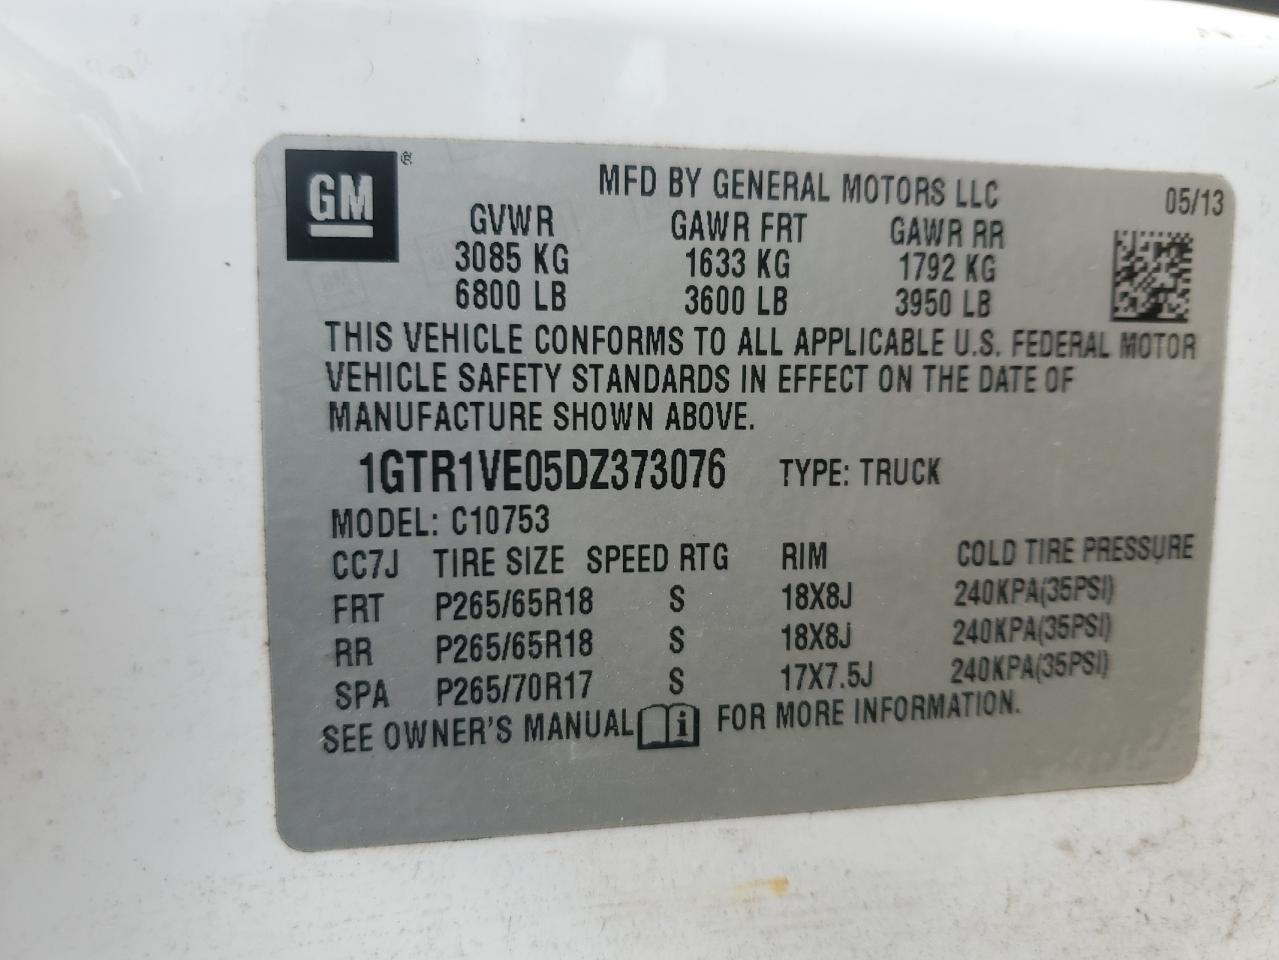 GM ®
MFD BY GENERAL MOTORS LLC 05/13
GVWR GAWR FRT GAWR RR
3085 KG 1633 KG 1792 KG
6800 LB 3600 LB 3950 LB
THIS VEHICLE CONFORMS TO ALL APPLICABLE U.S. FEDERAL MOTOR
VEHICLE SAFETY STANDARDS IN EFFECT ON THE DATE OF
MANUFACTURE SHOWN ABOVE.
1GTR1VE05DZ373076 TYPE: TRUCK
MODEL: C10753
CC7J TIRE SIZE SPEED RTG RIM COLD TIRE PRESSURE
FRT P265/65R18 S 18X8J 240KPA(35PSI)
RR P265/65R18 S 18X8J 240KPA(35PSI)
SPA P265/70R17 S 17X7.5J 240KPA(35PSI)
SEE OWNER'S MANUAL i FOR MORE INFORMATION.